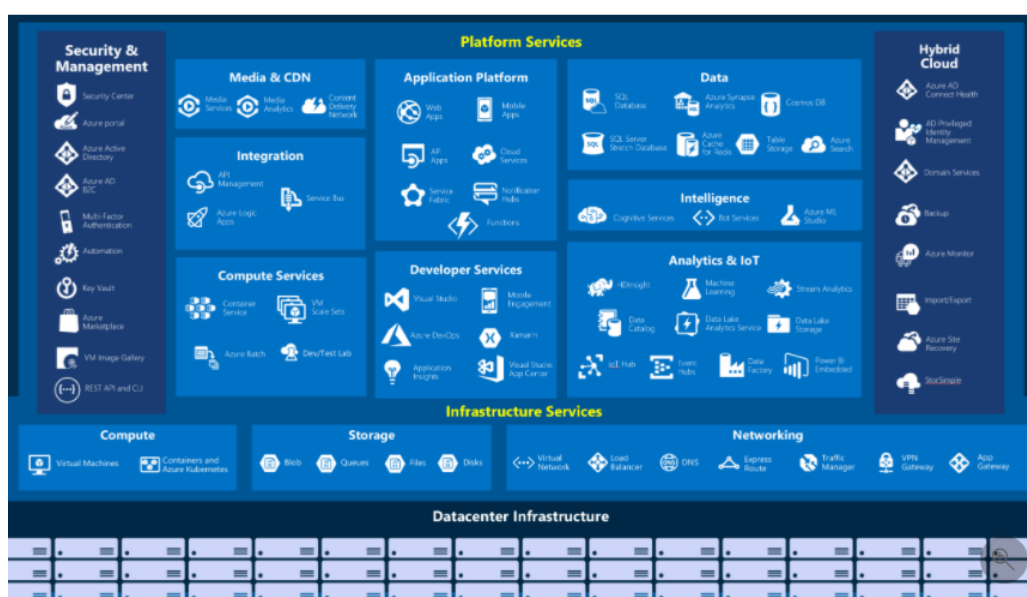 Platform Services
Security &
Management
Security Center
Azure portal
Azure Active
Directory
Azure AD
B2C
Multi-Factor
Authentication
Automation
Key Vault
Azure
Marketplace
VM Image Gallery
REST API and CLI
Media & CDN
Media
Services
Media
Analytics
Content
Delivery
Network
Integration
API
Management
Service Bus
Azure Logic
Apps
Compute Services
Container
Service
VM
Scale Sets
Azure Batch
Dev/Test Lab
Application Platform
Web
Apps
Mobile
Apps
API
Apps
Cloud
Services
Service
Fabric
Notification
Hubs
Functions
Developer Services
Visual Studio
Mobile
Engagement
Azure DevOps
Xamarin
Application
Insights
Visual Studio
App Center
Data
SQL
SQL
Database
Azure Synapse
Analytics
Cosmos DB
SQL
SQL Server
Stretch Database
Azure
Cache
for Redis
Table
Storage
Azure
Search
Intelligence
Cognitive Services
Bot Services
Azure ML
Studio
Analytics & IoT
HDInsight
Machine
Learning
Stream Analytics
Data
Catalog
Data Lake
Analytics Service
Data Lake
Storage
IoT Hub
Event
Hubs
Data
Factory
Power BI
Embedded
Hybrid
Cloud
Azure AD
Connect Health
AD Privileged
Identity
Management
Domain Services
Backup
Azure Monitor
Import/Export
Azure Site
Recovery
StorSimple
Infrastructure Services
Compute
Virtual Machines
Containers and
Azure Kubernetes
Storage
Blob
Queues
Files
Disks
Networking
Virtual
Network
Load
Balancer
DNS
DNS
Express
Route
Traffic
Manager
VPN
Gateway
App
Gateway
Datacenter Infrastructure